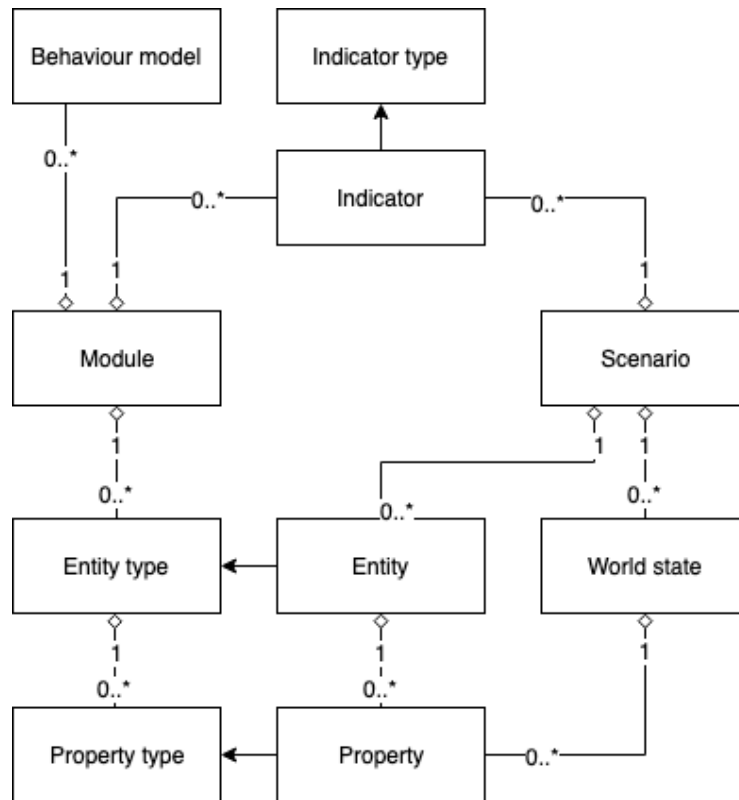 Behaviour model
Indicator type
0..*
0..*
Indicator
0..*
1
1
1
Module
Scenario
1
1
1
0..*
0..*
0..*
Entity type
Entity
World state
1
1
1
0..*
0..*
Property type
Property
0..*